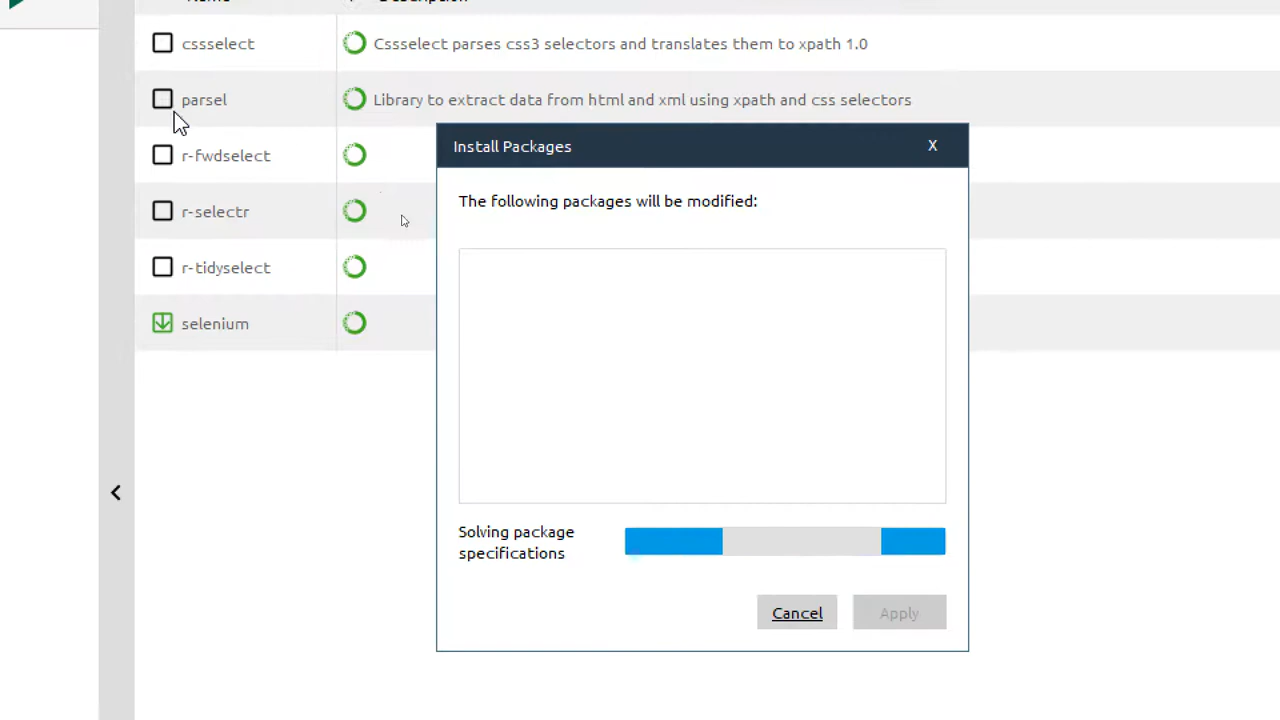 Name Description
cssselect Cssselect parses css3 selectors and translates them to xpath 1.0
parsel Library to extract data from html and xml using xpath and css selectors
r-fwdselect
r-selectr
r-tidyselect
selenium
Install Packages X
The following packages will be modified:
Solving package
specifications
Cancel Apply